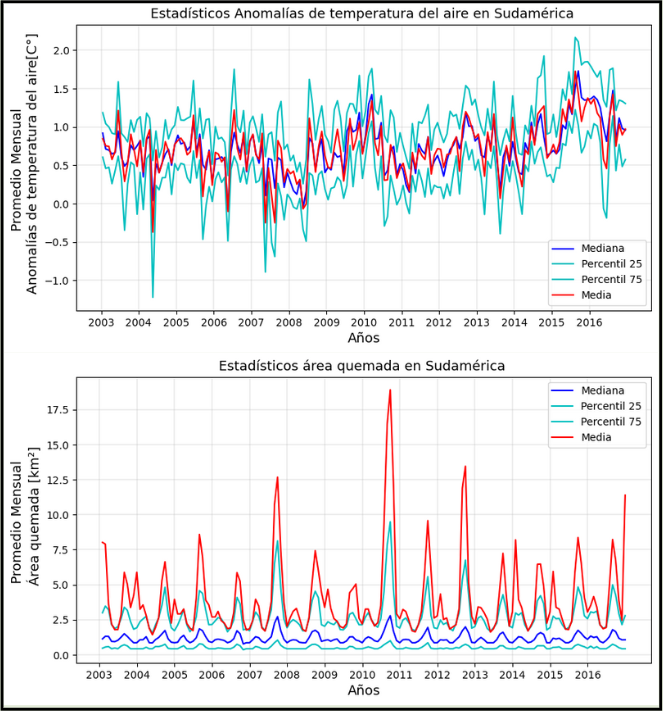 Estadísticos Anomalías de temperatura del aire en Sudamérica
Promedio Mensual
Anomalías de temperatura del aire[C°]
2.0
1.5
1.0
0.5
0.0
−0.5
−1.0
Mediana
Percentil 25
Percentil 75
Media
2003 2004 2005 2006 2007 2008 2009 2010 2011 2012 2013 2014 2015 2016
Años
Estadísticos área quemada en Sudamérica
Promedio Mensual
Área quemada [km²]
17.5
15.0
12.5
10.0
7.5
5.0
2.5
0.0
Mediana
Percentil 25
Percentil 75
Media
2003 2004 2005 2006 2007 2008 2009 2010 2011 2012 2013 2014 2015 2016
Años